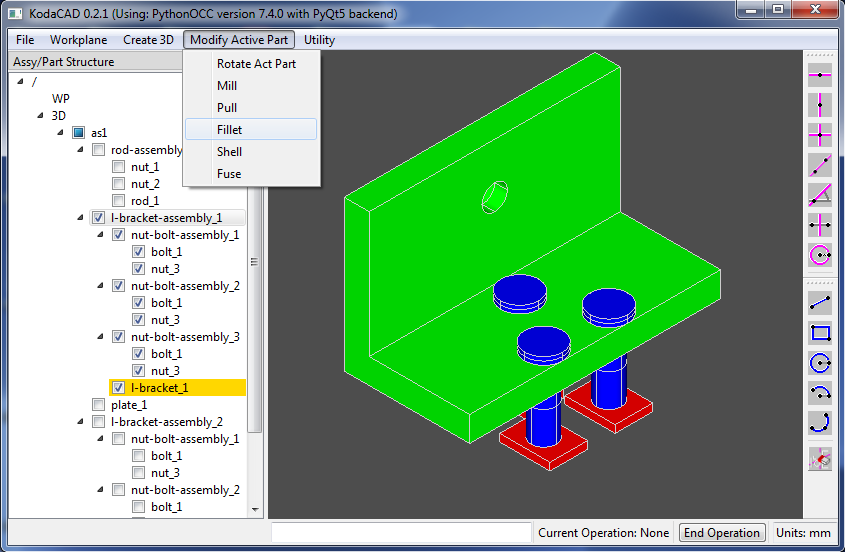 KodaCAD 0.2.1 (Using: PythonOCC version 7.4.0 with PyQt5 backend)
File Workplane Create 3D Modify Active Part Utility
Assy/Part Structure
Rotate Act Part
Mill
Pull
Fillet
Shell
Fuse
/
WP
3D
as1
rod-assembly
nut_1
nut_2
rod_1
l-bracket-assembly_1
nut-bolt-assembly_1
bolt_1
nut_3
nut-bolt-assembly_2
bolt_1
nut_3
nut-bolt-assembly_3
bolt_1
nut_3
l-bracket_1
plate_1
l-bracket-assembly_2
nut-bolt-assembly_1
bolt_1
nut_3
nut-bolt-assembly_2
bolt_1
Current Operation: None End Operation Units: mm